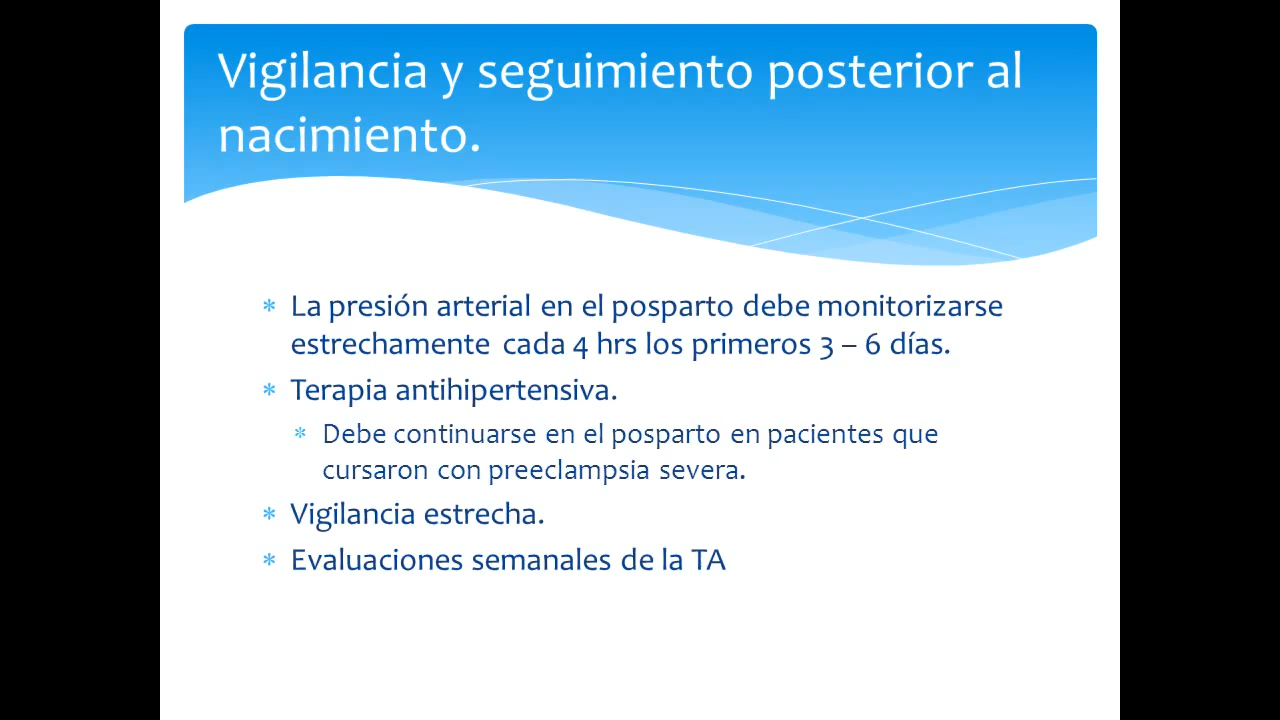 Vigilancia y seguimiento posterior al
nacimiento.
* La presión arterial en el posparto debe monitorizarse
estrechamente cada 4 hrs los primeros 3 – 6 días.
* Terapia antihipertensiva.
* Debe continuarse en el posparto en pacientes que
cursaron con preeclampsia severa.
* Vigilancia estrecha.
* Evaluaciones semanales de la TA